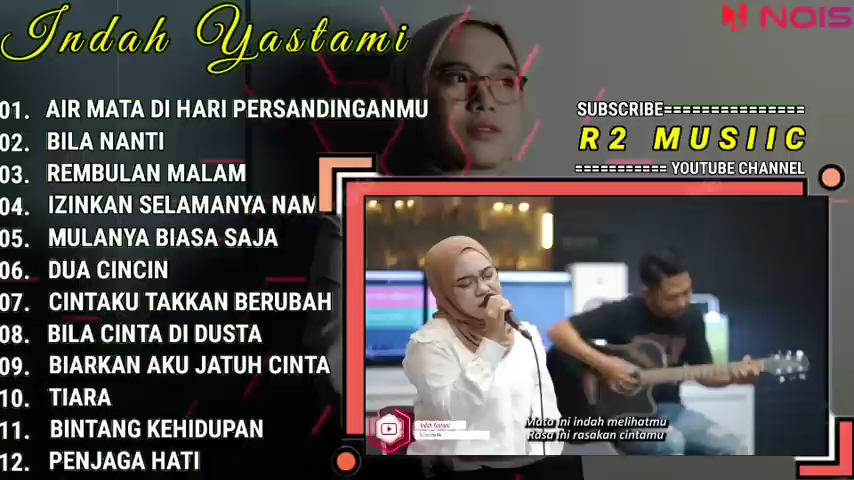 Indah Yastami
NOIS
01. AIR MATA DI HARI PERSANDINGANMU
02. BILA NANTI
03. REMBULAN MALAM
04. IZINKAN SELAMANYA NAM
05. MULANYA BIASA SAJA
06. DUA CINCIN
07. CINTAKU TAKKAN BERUBAH
08. BILA CINTA DI DUSTA
09. BIARKAN AKU JATUH CINTA
10. TIARA
11. BINTANG KEHIDUPAN
12. PENJAGA HATI
SUBSCRIBE===============
R2 MUSIIC
=========== YOUTUBE CHANNEL
Mata ini indah melihatmu
Rasa ini rasakan cintamu